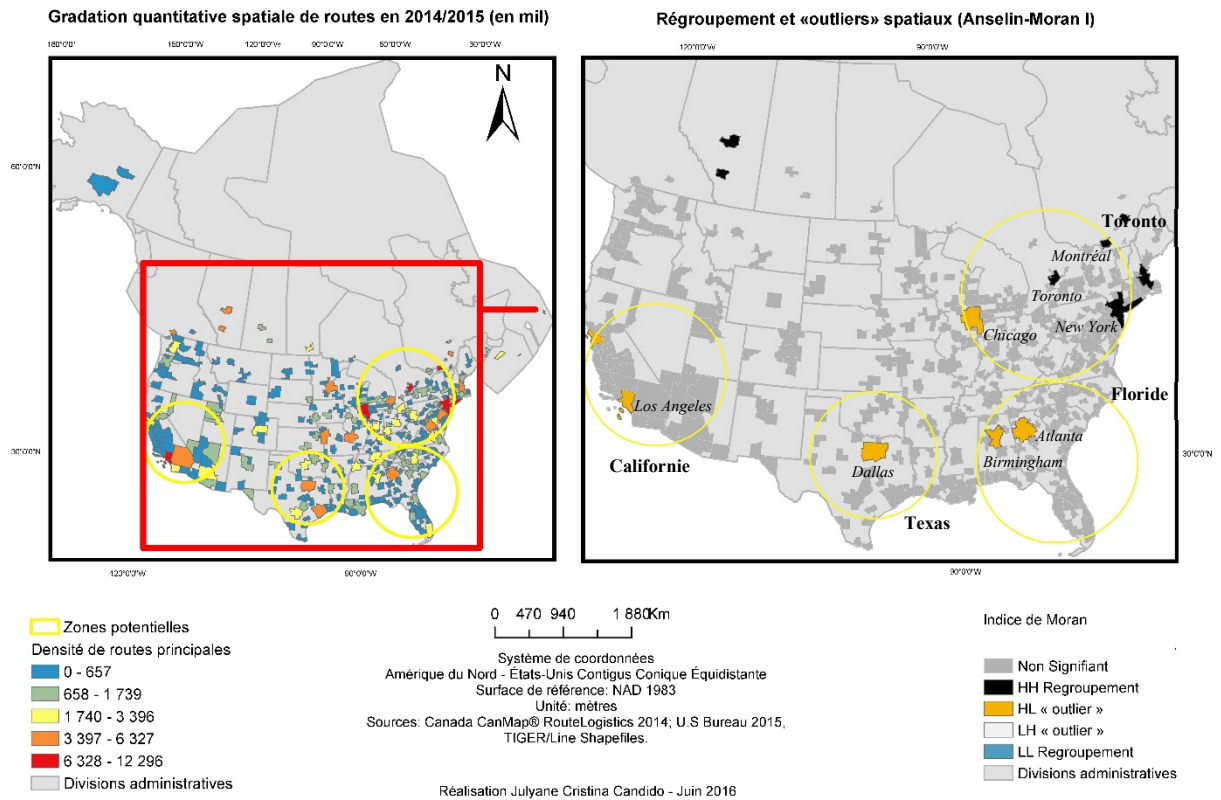 Gradation quantitative spatiale de routes en 2014/2015 (en mil)
180°0'0"W 150°0'0"W 120°0'0"W 90°0'0"W 60°0'0"W 30°0'0"W
N
60°0'0"N
30°0'0"N
120°0'0"W 60°0'0"W
Régroupement et «outliers» spatiaux (Anselin-Moran I)
120°0'0"W 90°0'0"W
Toronto
Montréal
Toronto
New York
Chicago
Floride
Los Angeles
Californie
Atlanta
Birmingham
Dallas
Texas
30°0'0"N
90°0'0"W
Zones potentielles
Densité de routes principales
0 - 657
658 - 1 739
1 740 - 3 396
3 397 - 6 327
6 328 - 12 296
Divisions administratives
0 470 940 1 880Km
Système de coordonnées
Amérique du Nord - États-Unis Contigus Conique Équidistante
Surface de référence: NAD 1983
Unité: mètres
Sources: Canada CanMap® RouteLogistics 2014; U.S Bureau 2015,
TIGER/Line Shapefiles.
Réalisation Julyane Cristina Candido - Juin 2016
Indice de Moran
Non Signifiant
HH Regroupement
HL « outlier »
LH « outlier »
LL Regroupement
Divisions administratives